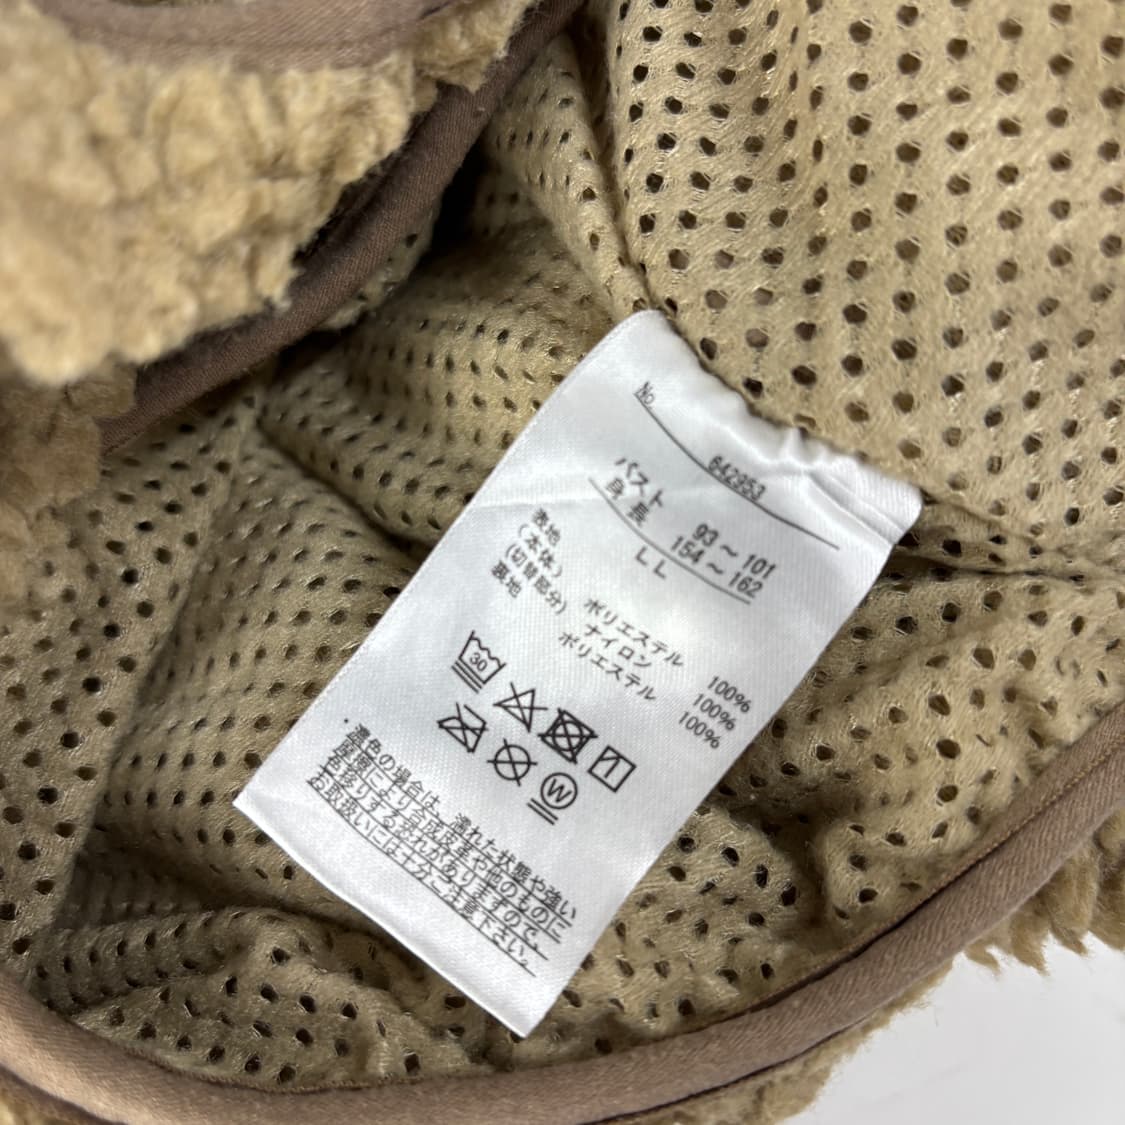 No. 642353
バスト 93～101
身長 154～162
LL
表地
(本体) ポリエステル 100%
(切替部分) ナイロン 100%
裏地 ポリエステル 100%
30
W
・濃色の場合は、濡れた状態や強い
摩擦により合成皮革や他のものに
色落りする恐れがありますので、
お取扱いには十分ご注意下さい。